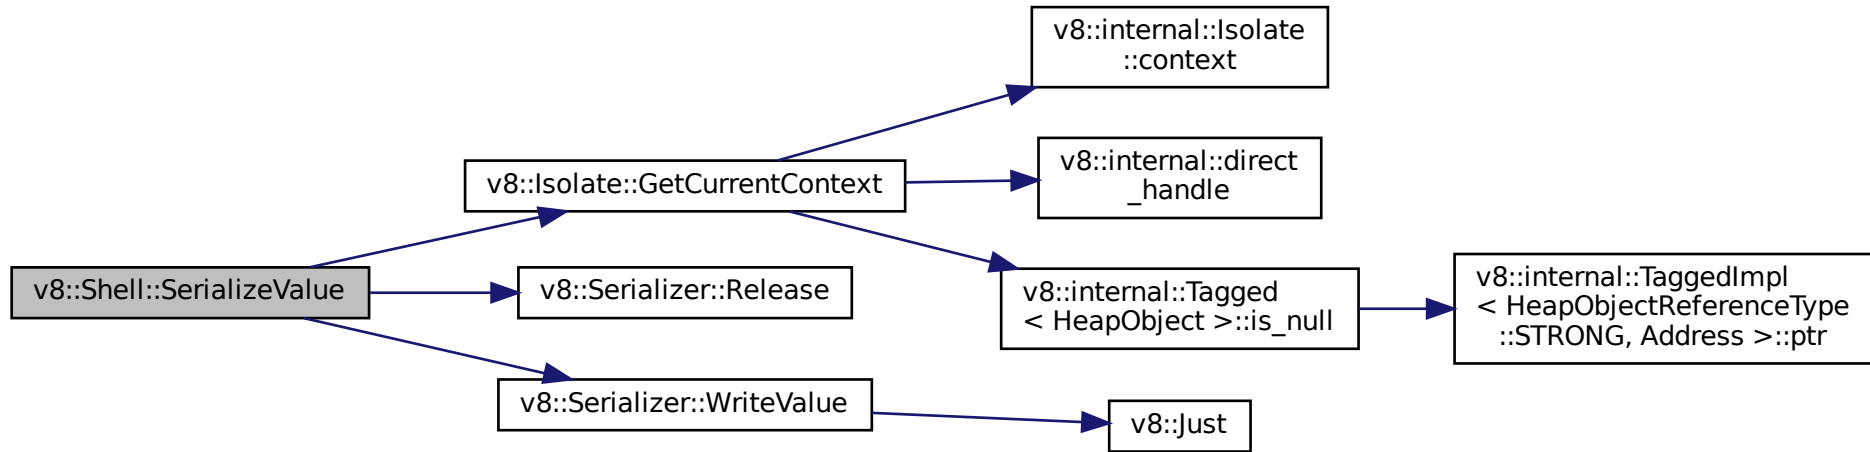 v8::Shell::SerializeValue
v8::Isolate::GetCurrentContext
v8::internal::Isolate
::context
v8::internal::direct
_handle
v8::internal::Tagged
< HeapObject >::is_null
v8::internal::TaggedImpl
< HeapObjectReferenceType
::STRONG, Address >::ptr
v8::Serializer::Release
v8::Serializer::WriteValue
v8::Just